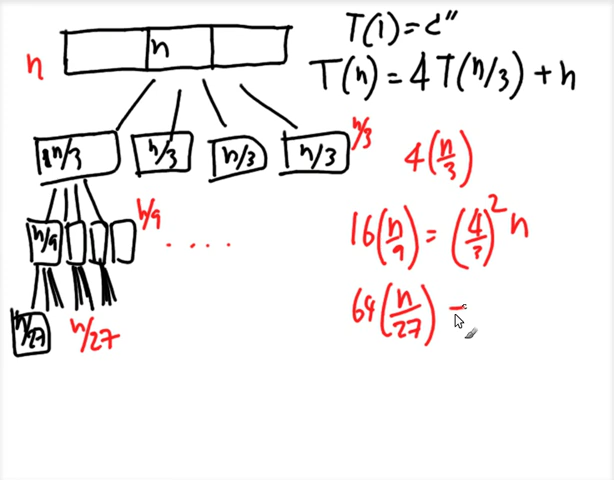 T(1) = c"
n
n
T(n) = 4T(n/3) + n
n/3
n/3
n/3
n/3
n/3
4(n/3)
n/9
n/9
....
16(n/9) = (4/3)² n
n/27
n/27
64(n/27) =